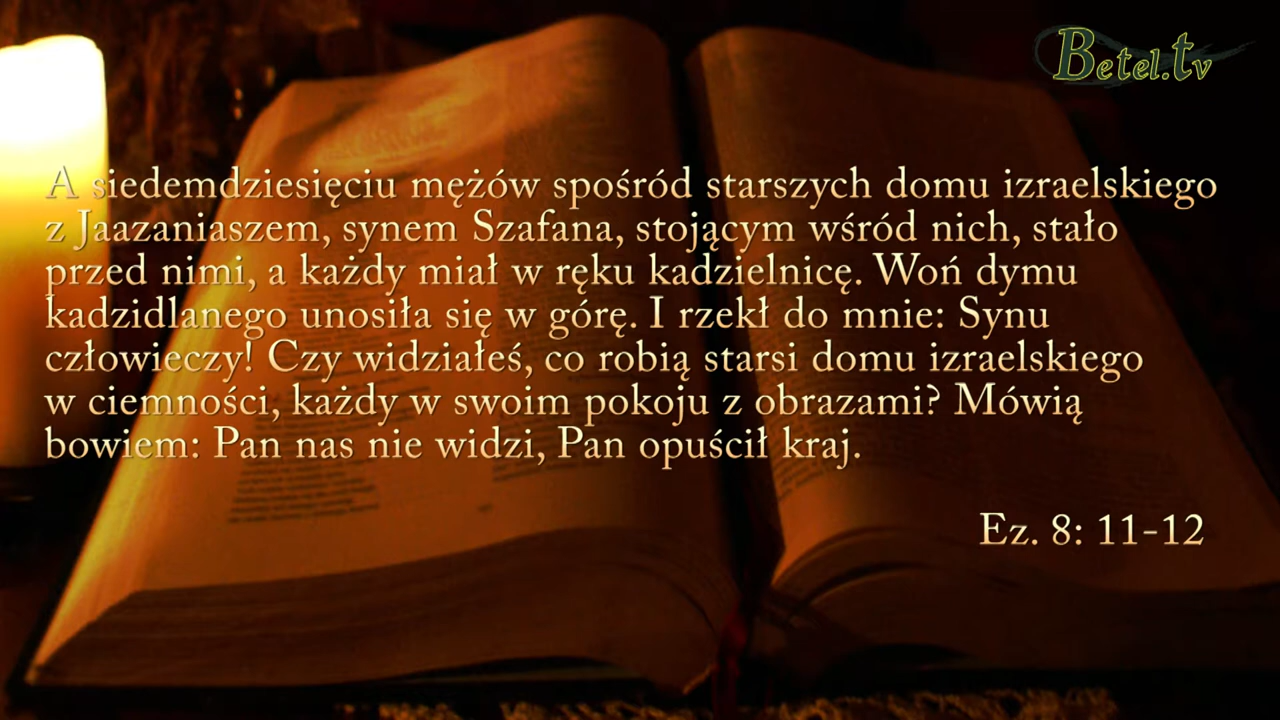 Betel.tv
A siedemdziesięciu mężów spośród starszych domu izraelskiego
z Jaazaniaszem, synem Szafana, stojącym wśród nich, stało
przed nimi, a każdy miał w ręku kadzielnicę. Woń dymu
kadzidlanego unosiła się w górę. I rzekł do mnie: Synu
człowieczy! Czy widziałeś, co robią starsi domu izraelskiego
w ciemności, każdy w swoim pokoju z obrazami? Mówią
bowiem: Pan nas nie widzi, Pan opuścił kraj.
Ez. 8: 11-12